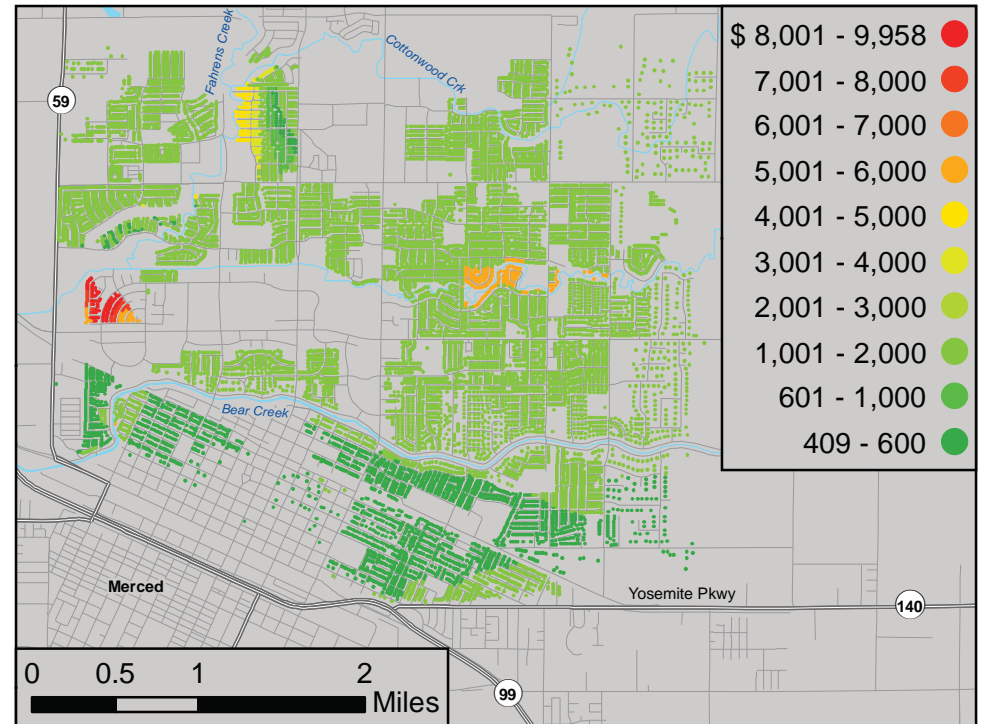 Fahrens Creek
Cottonwood Crk
59
$ 8,001 - 9,958
7,001 - 8,000
6,001 - 7,000
5,001 - 6,000
4,001 - 5,000
3,001 - 4,000
2,001 - 3,000
1,001 - 2,000
601 - 1,000
409 - 600
Bear Creek
Merced
Yosemite Pkwy
140
99
0 0.5 1 2
Miles